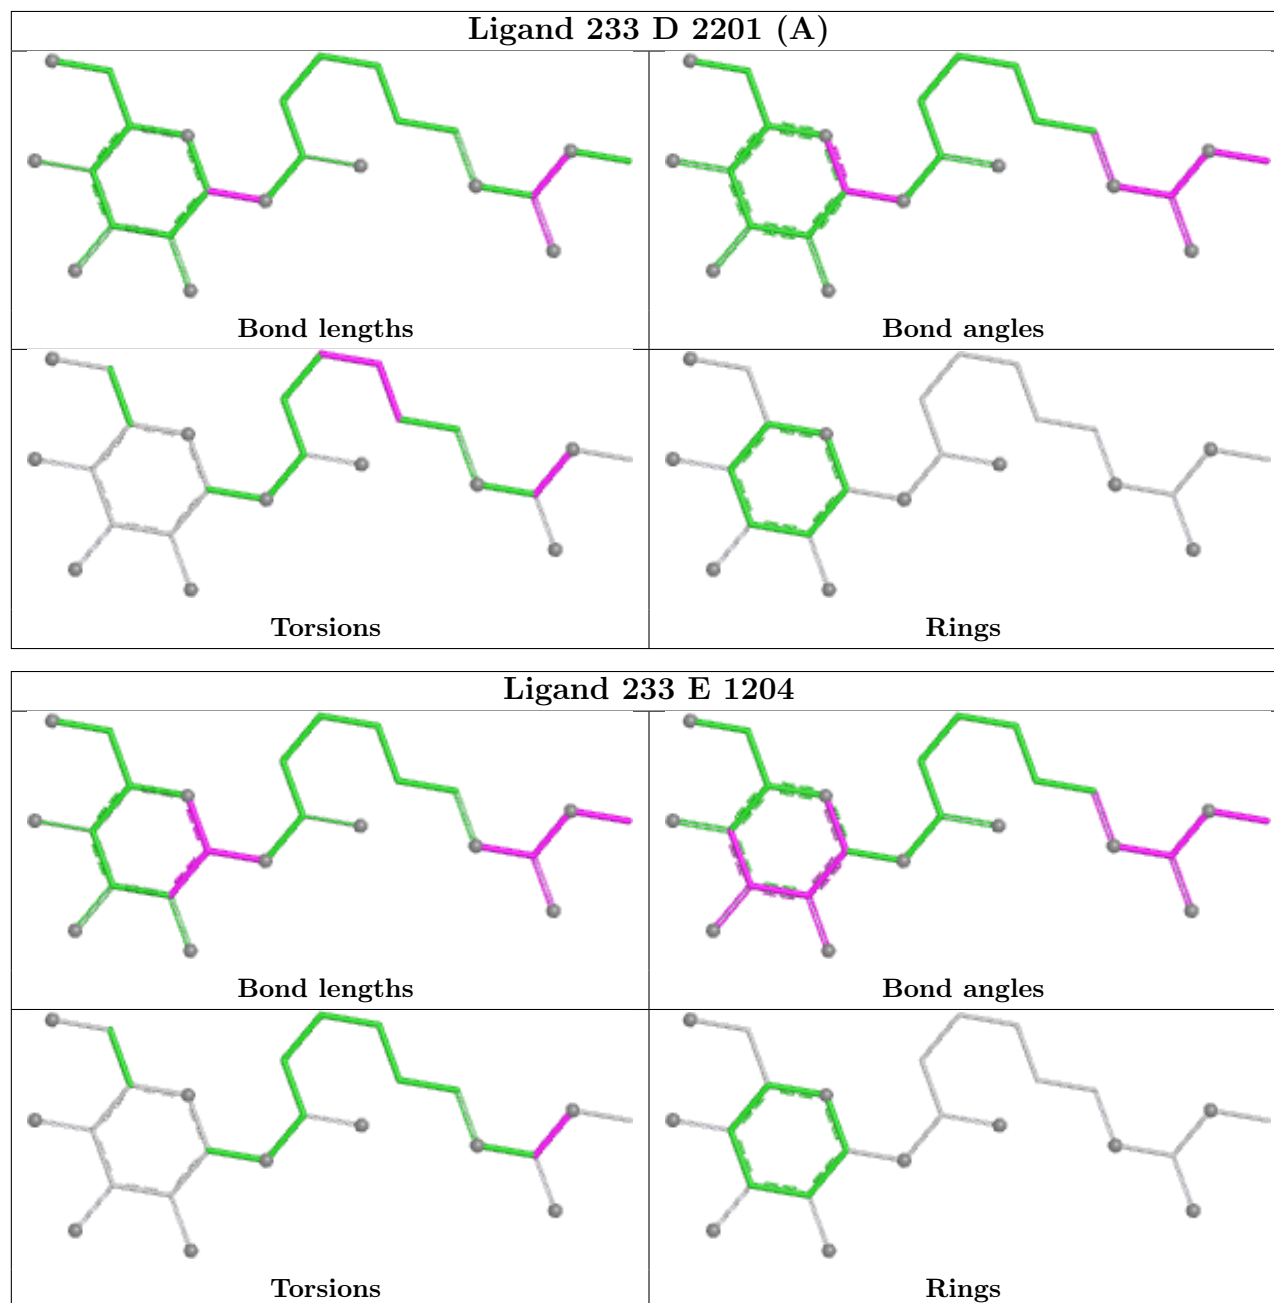 Ligand 233 D 2201 (A)
Bond lengths
Bond angles
Torsions
Rings
Ligand 233 E 1204
Bond lengths
Bond angles
Torsions
Rings